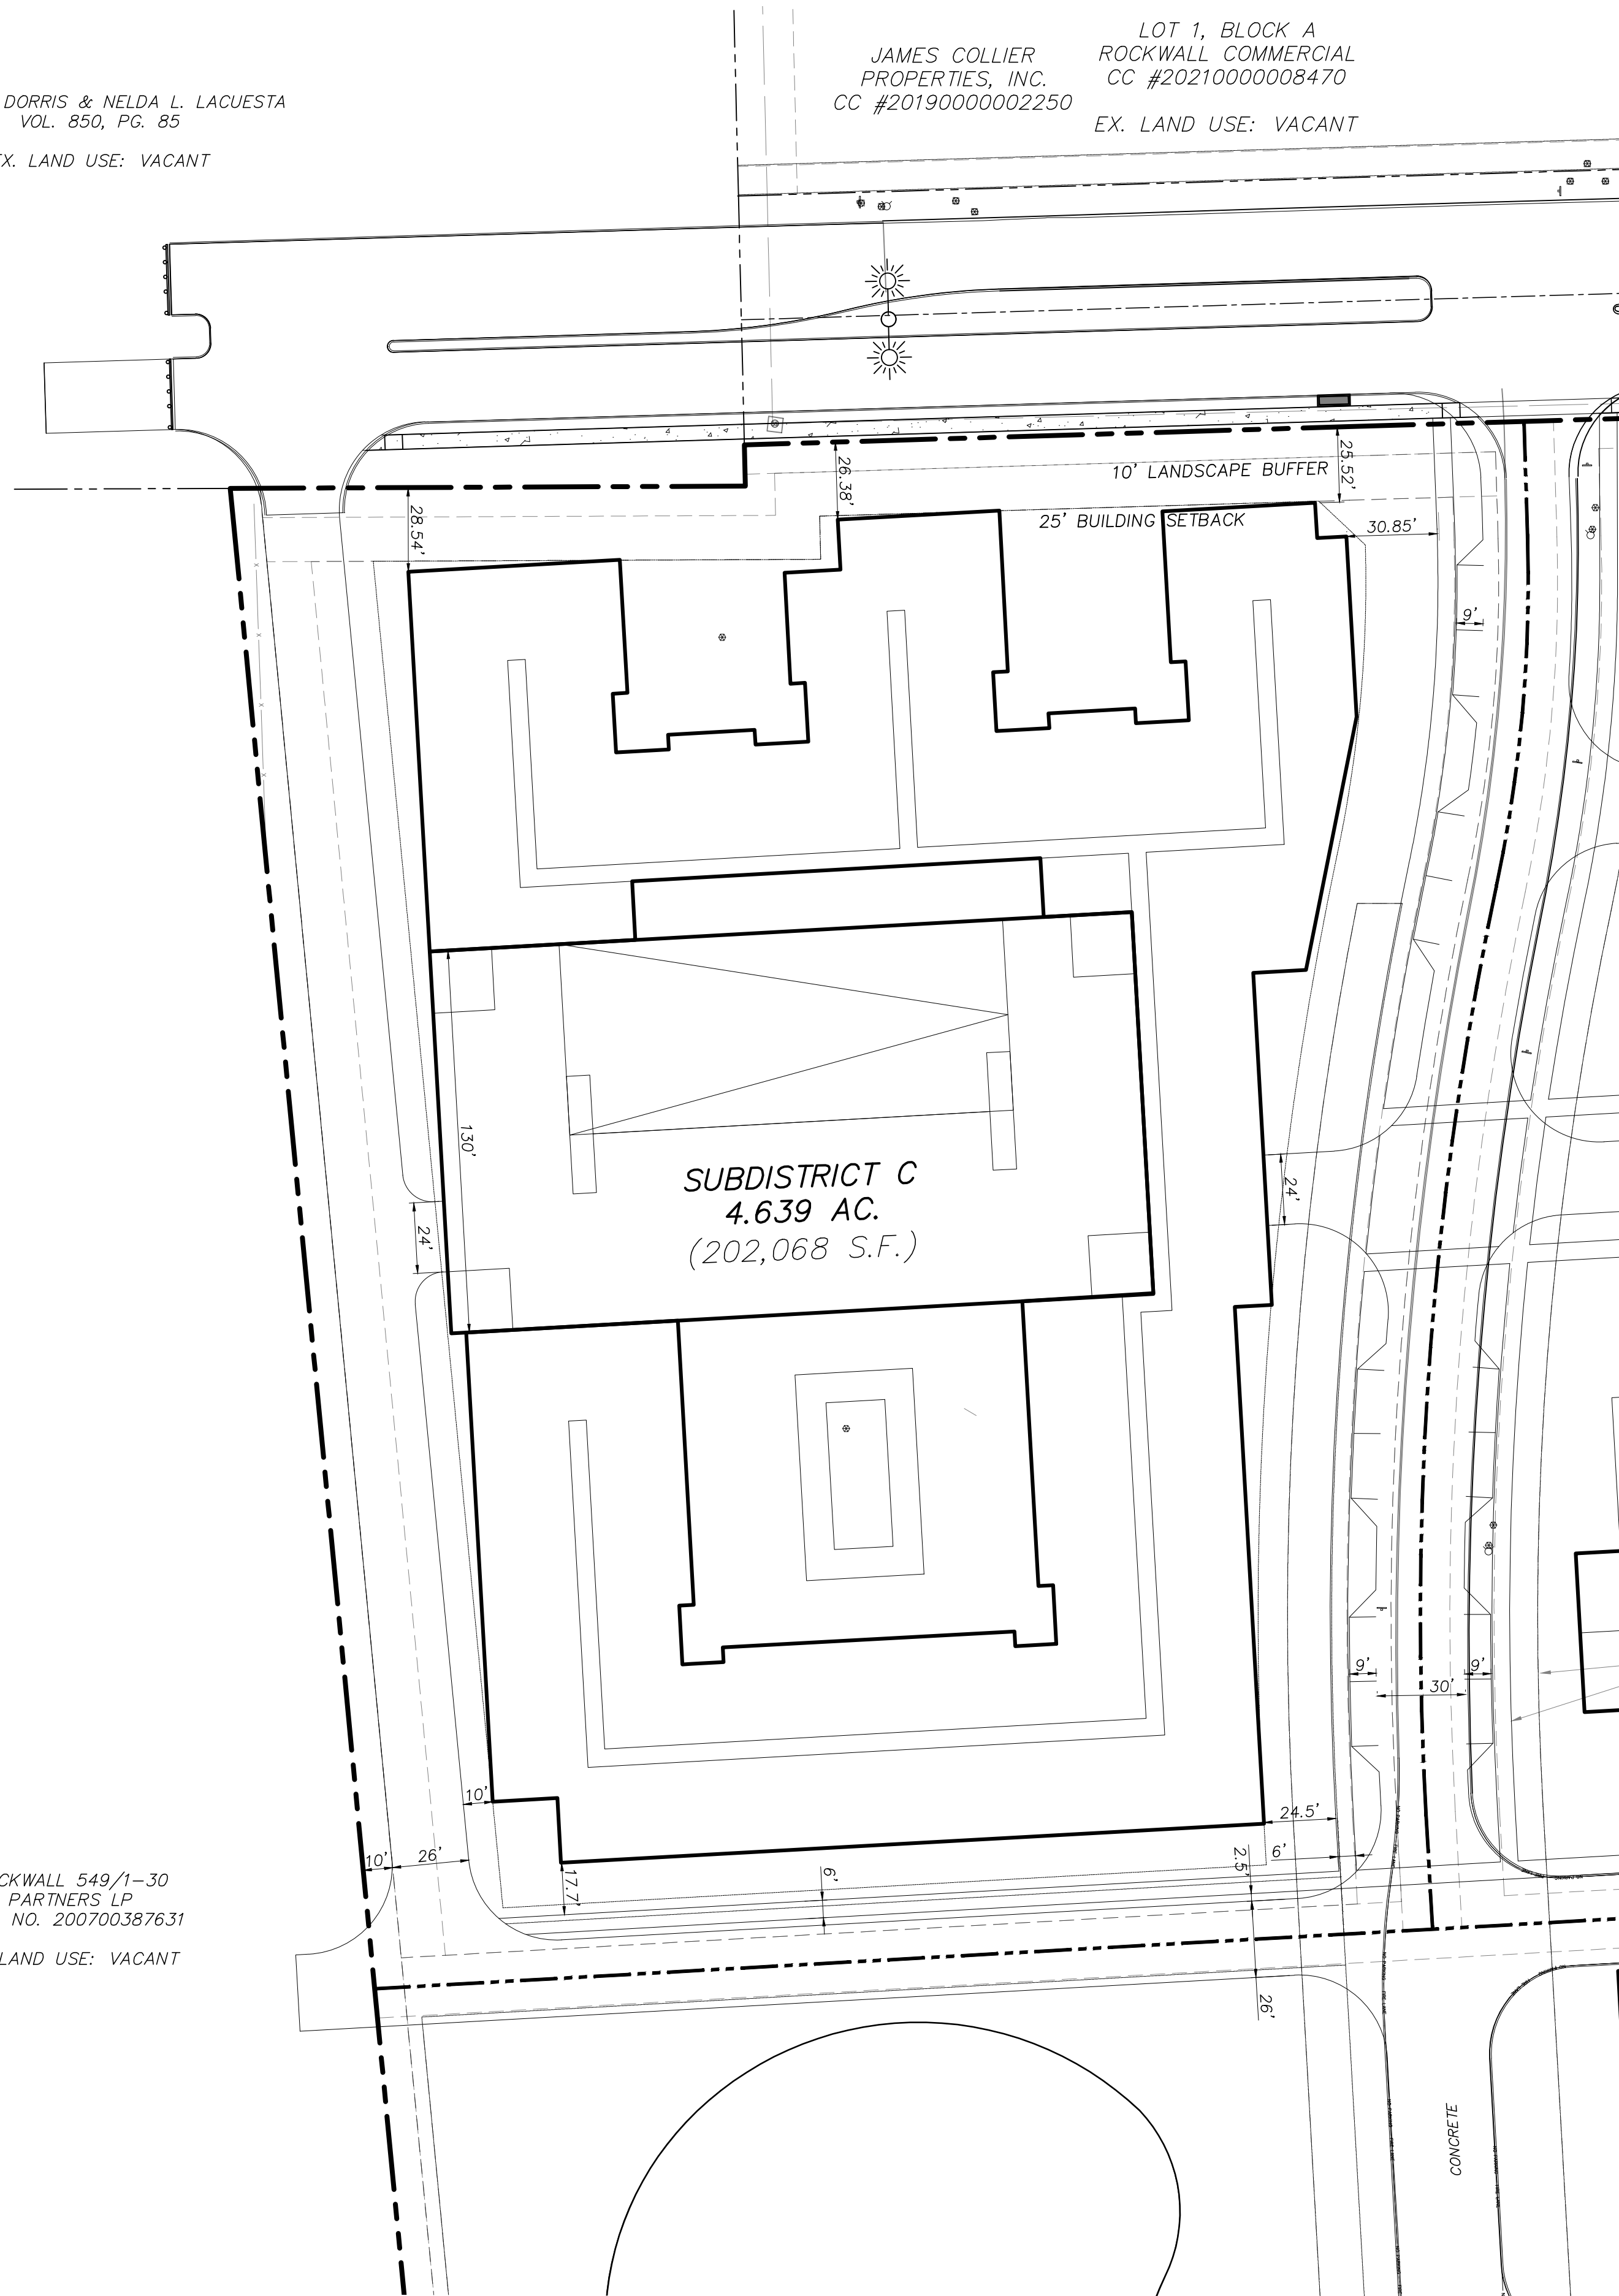 LOT 1, BLOCK A
ROCKWALL COMMERCIAL
CC #20210000008470
EX. LAND USE: VACANT
JAMES COLLIER
PROPERTIES, INC.
CC #20190000002250
DORRIS & NELDA L. LACUESTA
VOL. 850, PG. 85
EX. LAND USE: VACANT
26.38'
10' LANDSCAPE BUFFER
25.52'
28.54'
25' BUILDING SETBACK
30.85'
9'
130'
24'
24'
SUBDISTRICT C
4.639 AC.
(202,068 S.F.)
9'
9'
30'
10'
24.5'
10'
26'
6'
17.7'
2.5'
6'
CKWALL 549/1-30
PARTNERS LP
NO. 200700387631
LAND USE: VACANT
26'
CONCRETE